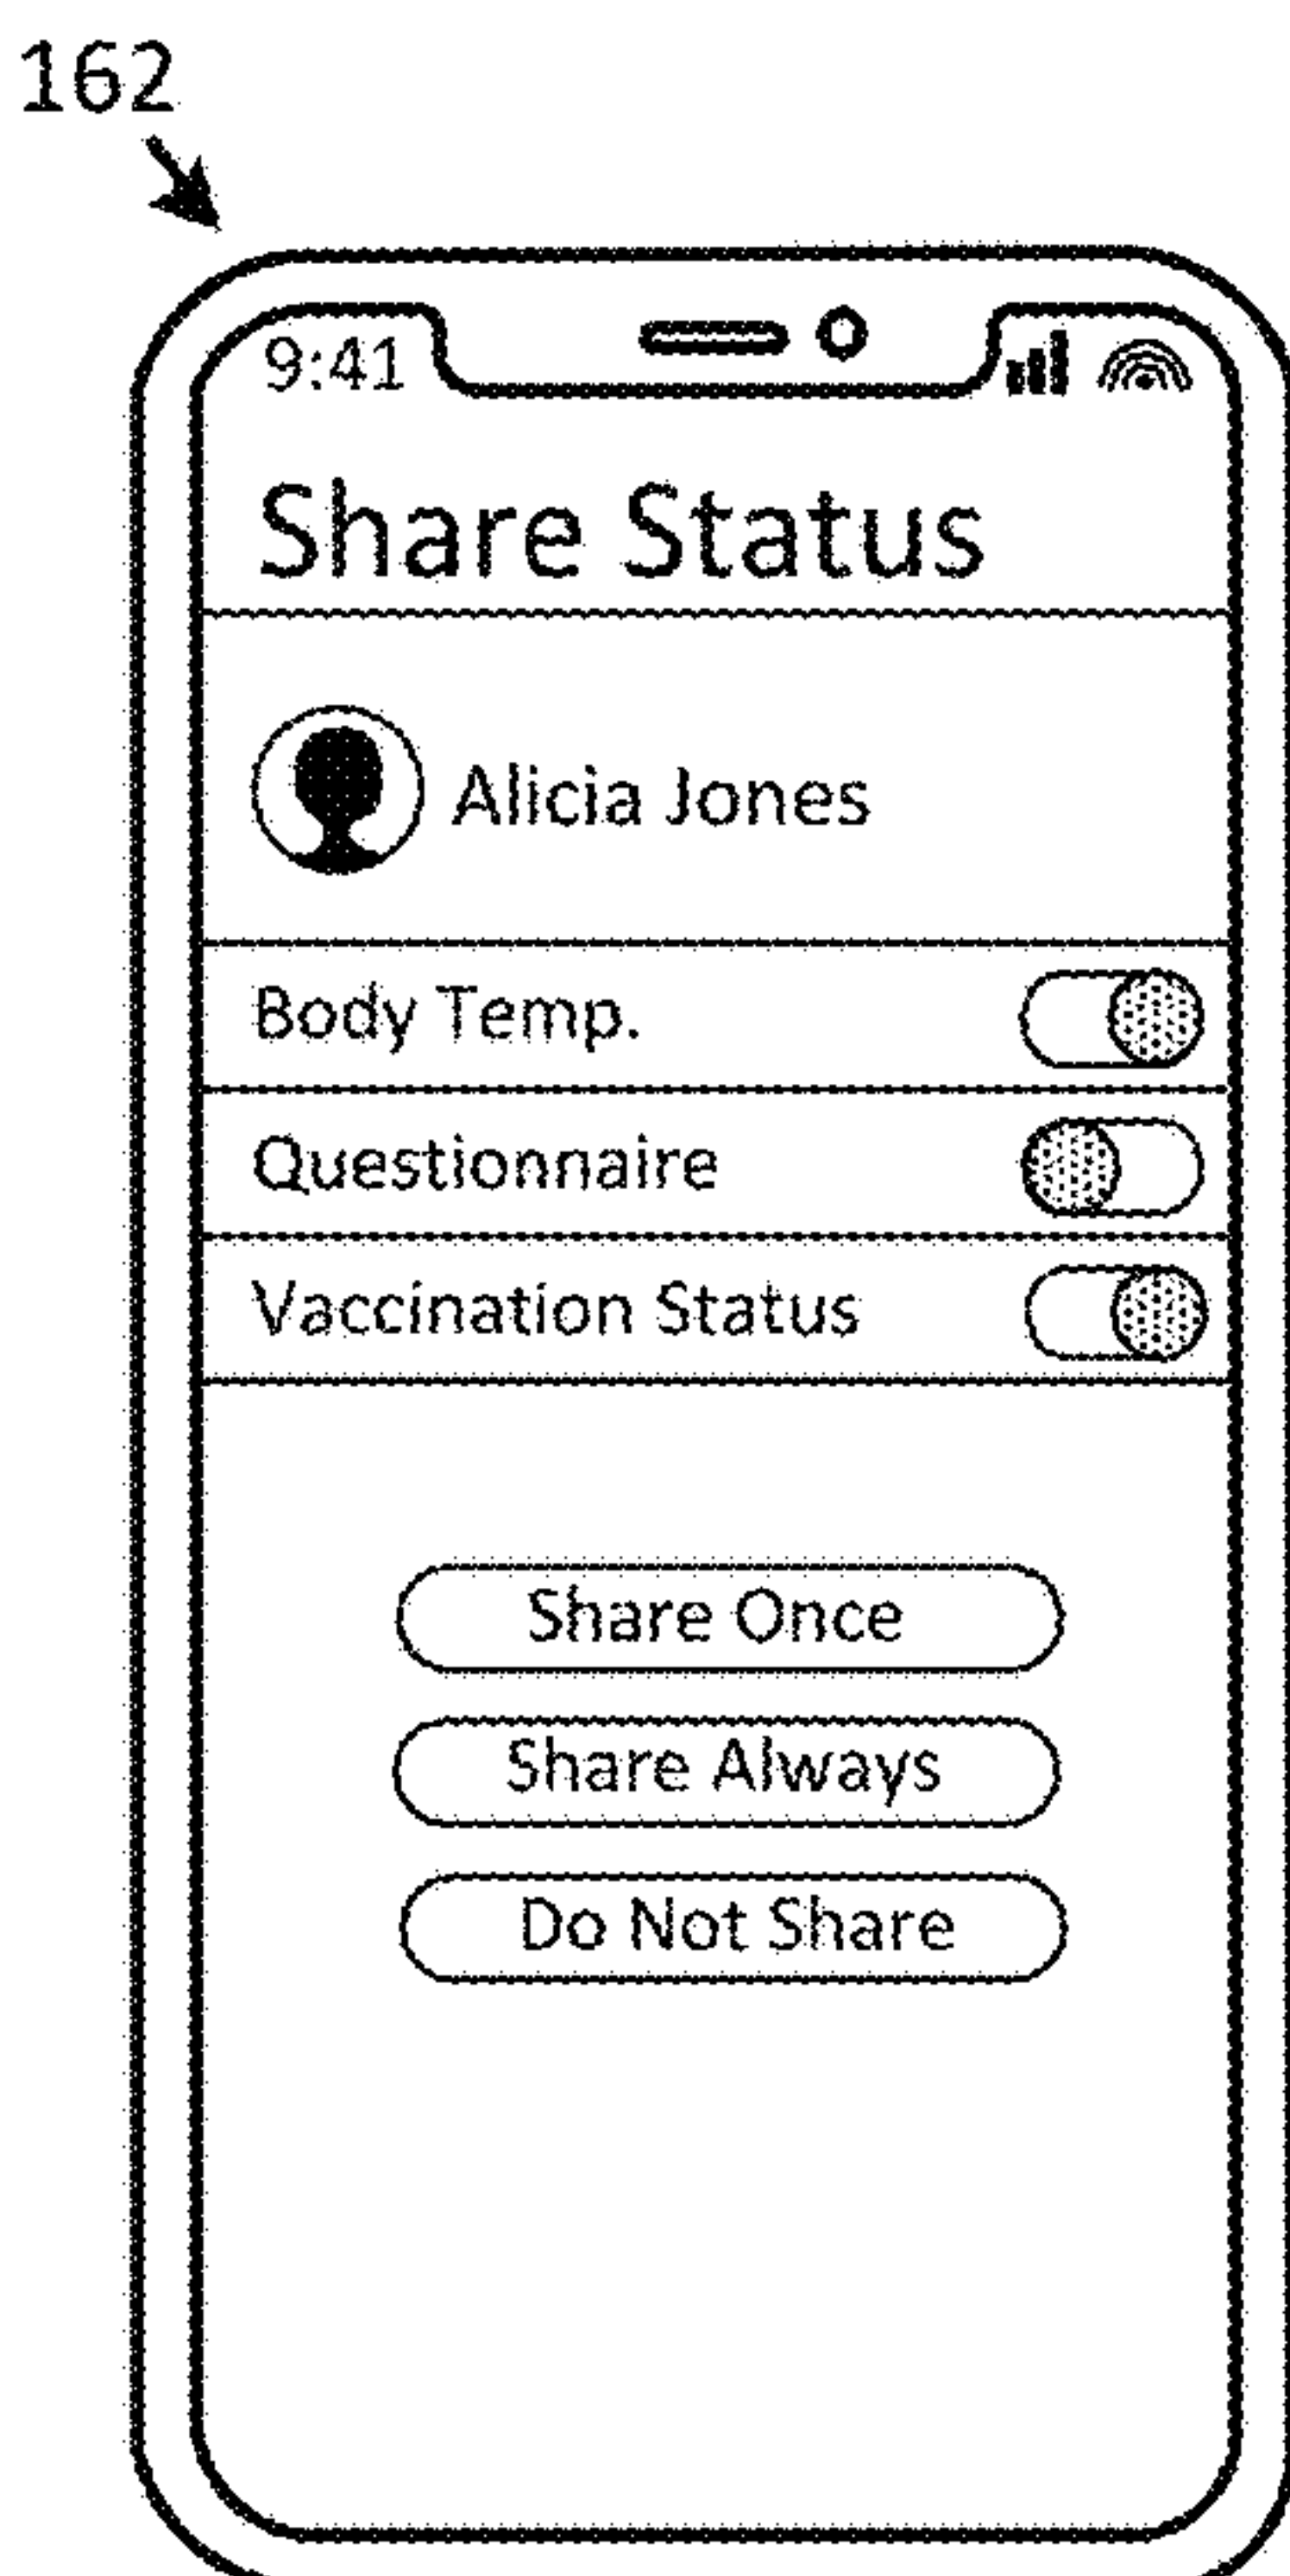 162
9:41
Share Status
Alicia Jones
Body Temp.
Questionnaire
Vaccination Status
Share Once
Share Always
Do Not Share